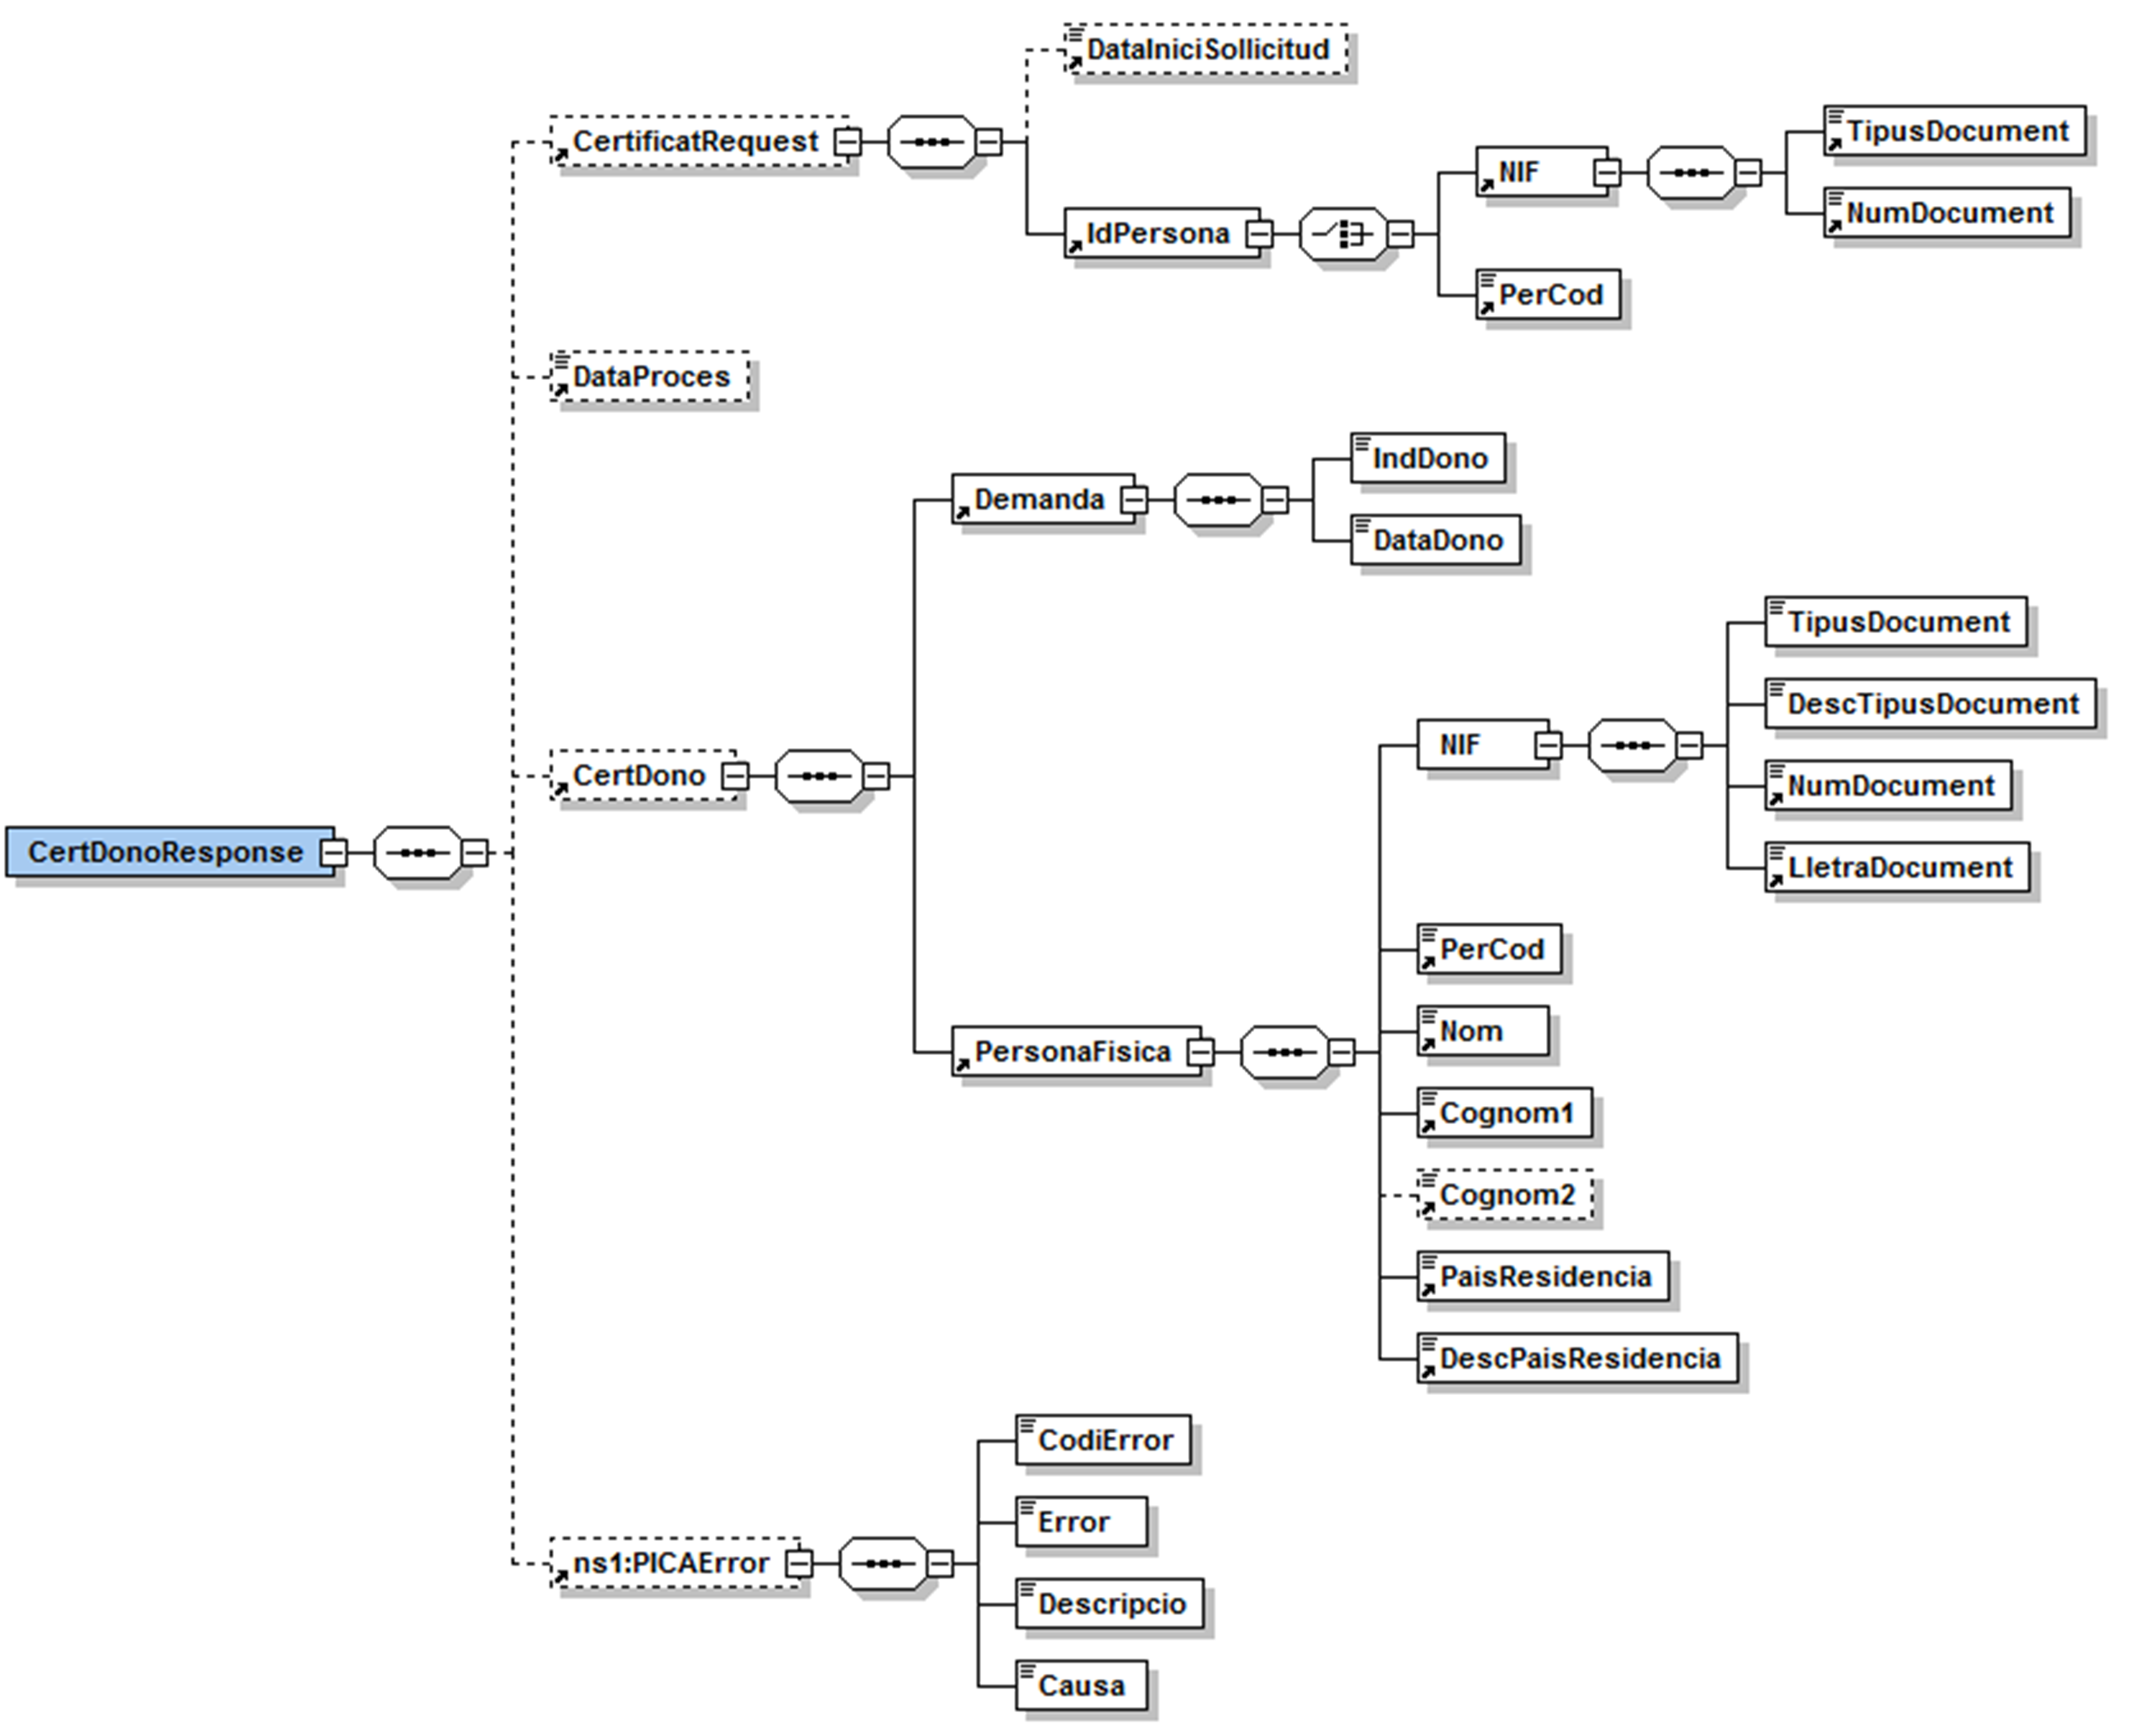 DataIniciSollicitud
CertificatRequest
TipusDocument
NIF
NumDocument
IdPersona
PerCod
DataProces
IndDono
Demanda
DataDono
TipusDocument
DescTipusDocument
NIF
CertDono
NumDocument
CertDonoResponse
LletraDocument
PerCod
Nom
PersonaFisica
Cognom1
Cognom2
PaisResidencia
DescPaisResidencia
CodiError
Error
ns1:PICAError
Descripcio
Causa